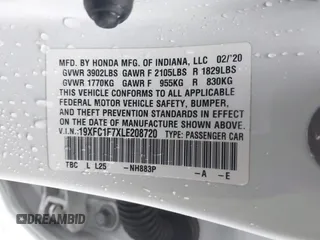 MFD. BY HONDA MFG. OF INDIANA, LLC 02/'20
GVWR 3902LBS GAWR F 2105LBS R 1829LBS
GVWR 1770KG GAWR F 955KG R 830KG
THIS VEHICLE CONFORMS TO ALL APPLICABLE
FEDERAL MOTOR VEHICLE SAFETY, BUMPER,
AND THEFT PREVENTION STANDARDS IN EFFECT
ON THE DATE OF MANUFACTURE SHOWN ABOVE.
V.I.N.:19XFC1F7XLE208720 TYPE: PASSENGER CAR
TBC L L25 -NH883P -A -E
DREAMBID